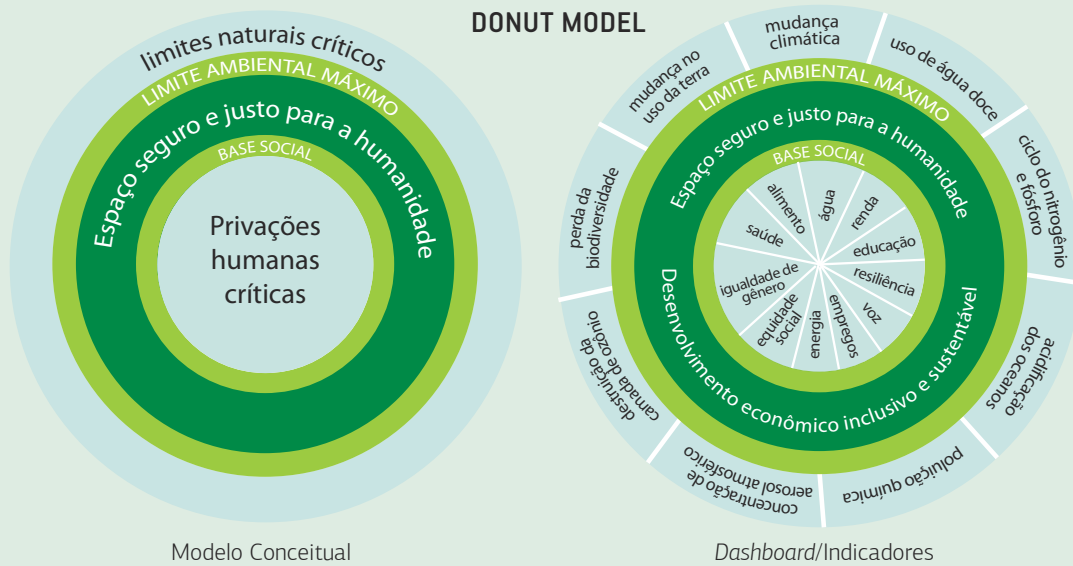 DONUT MODEL
limites naturais críticos
LIMITE AMBIENTAL MÁXIMO
Espaço seguro e justo para a humanidade
BASE SOCIAL
Privações
humanas
críticas
Modelo Conceitual
mudança
climática
uso de água doce
ciclo do nitrogênio
e fósforo
acidificação
dos oceanos
poluição química
concentração de
aerosol atmosférico
destruição da
camada de ozônio
perda da
biodiversidade
mudança no
uso da terra
LIMITE AMBIENTAL MÁXIMO
Espaço seguro e justo para a humanidade
Desenvolvimento econômico inclusivo e sustentável
BASE SOCIAL
água
renda
educação
resiliência
voz
empregos
energia
equidade
social
igualdade de
gênero
saúde
alimento
Dashboard/Indicadores